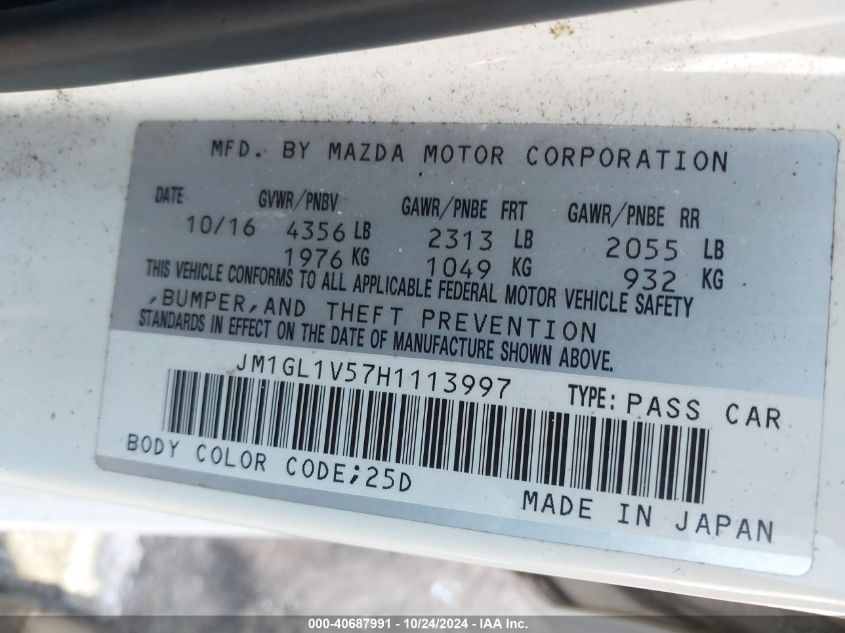 MFD. BY MAZDA MOTOR CORPORATION
DATE GVWR/PNBV GAWR/PNBE FRT GAWR/PNBE RR
10/16 4356 LB 2313 LB 2055 LB
1976 KG 1049 KG 932 KG
THIS VEHICLE CONFORMS TO ALL APPLICABLE FEDERAL MOTOR VEHICLE SAFETY
,BUMPER,AND THEFT PREVENTION
STANDARDS IN EFFECT ON THE DATE OF MANUFACTURE SHOWN ABOVE.
JM1GL1V57H1113997 TYPE: PASS CAR
BODY COLOR CODE;25D
MADE IN JAPAN
000-40687991 - 10/24/2024 - IAA Inc.